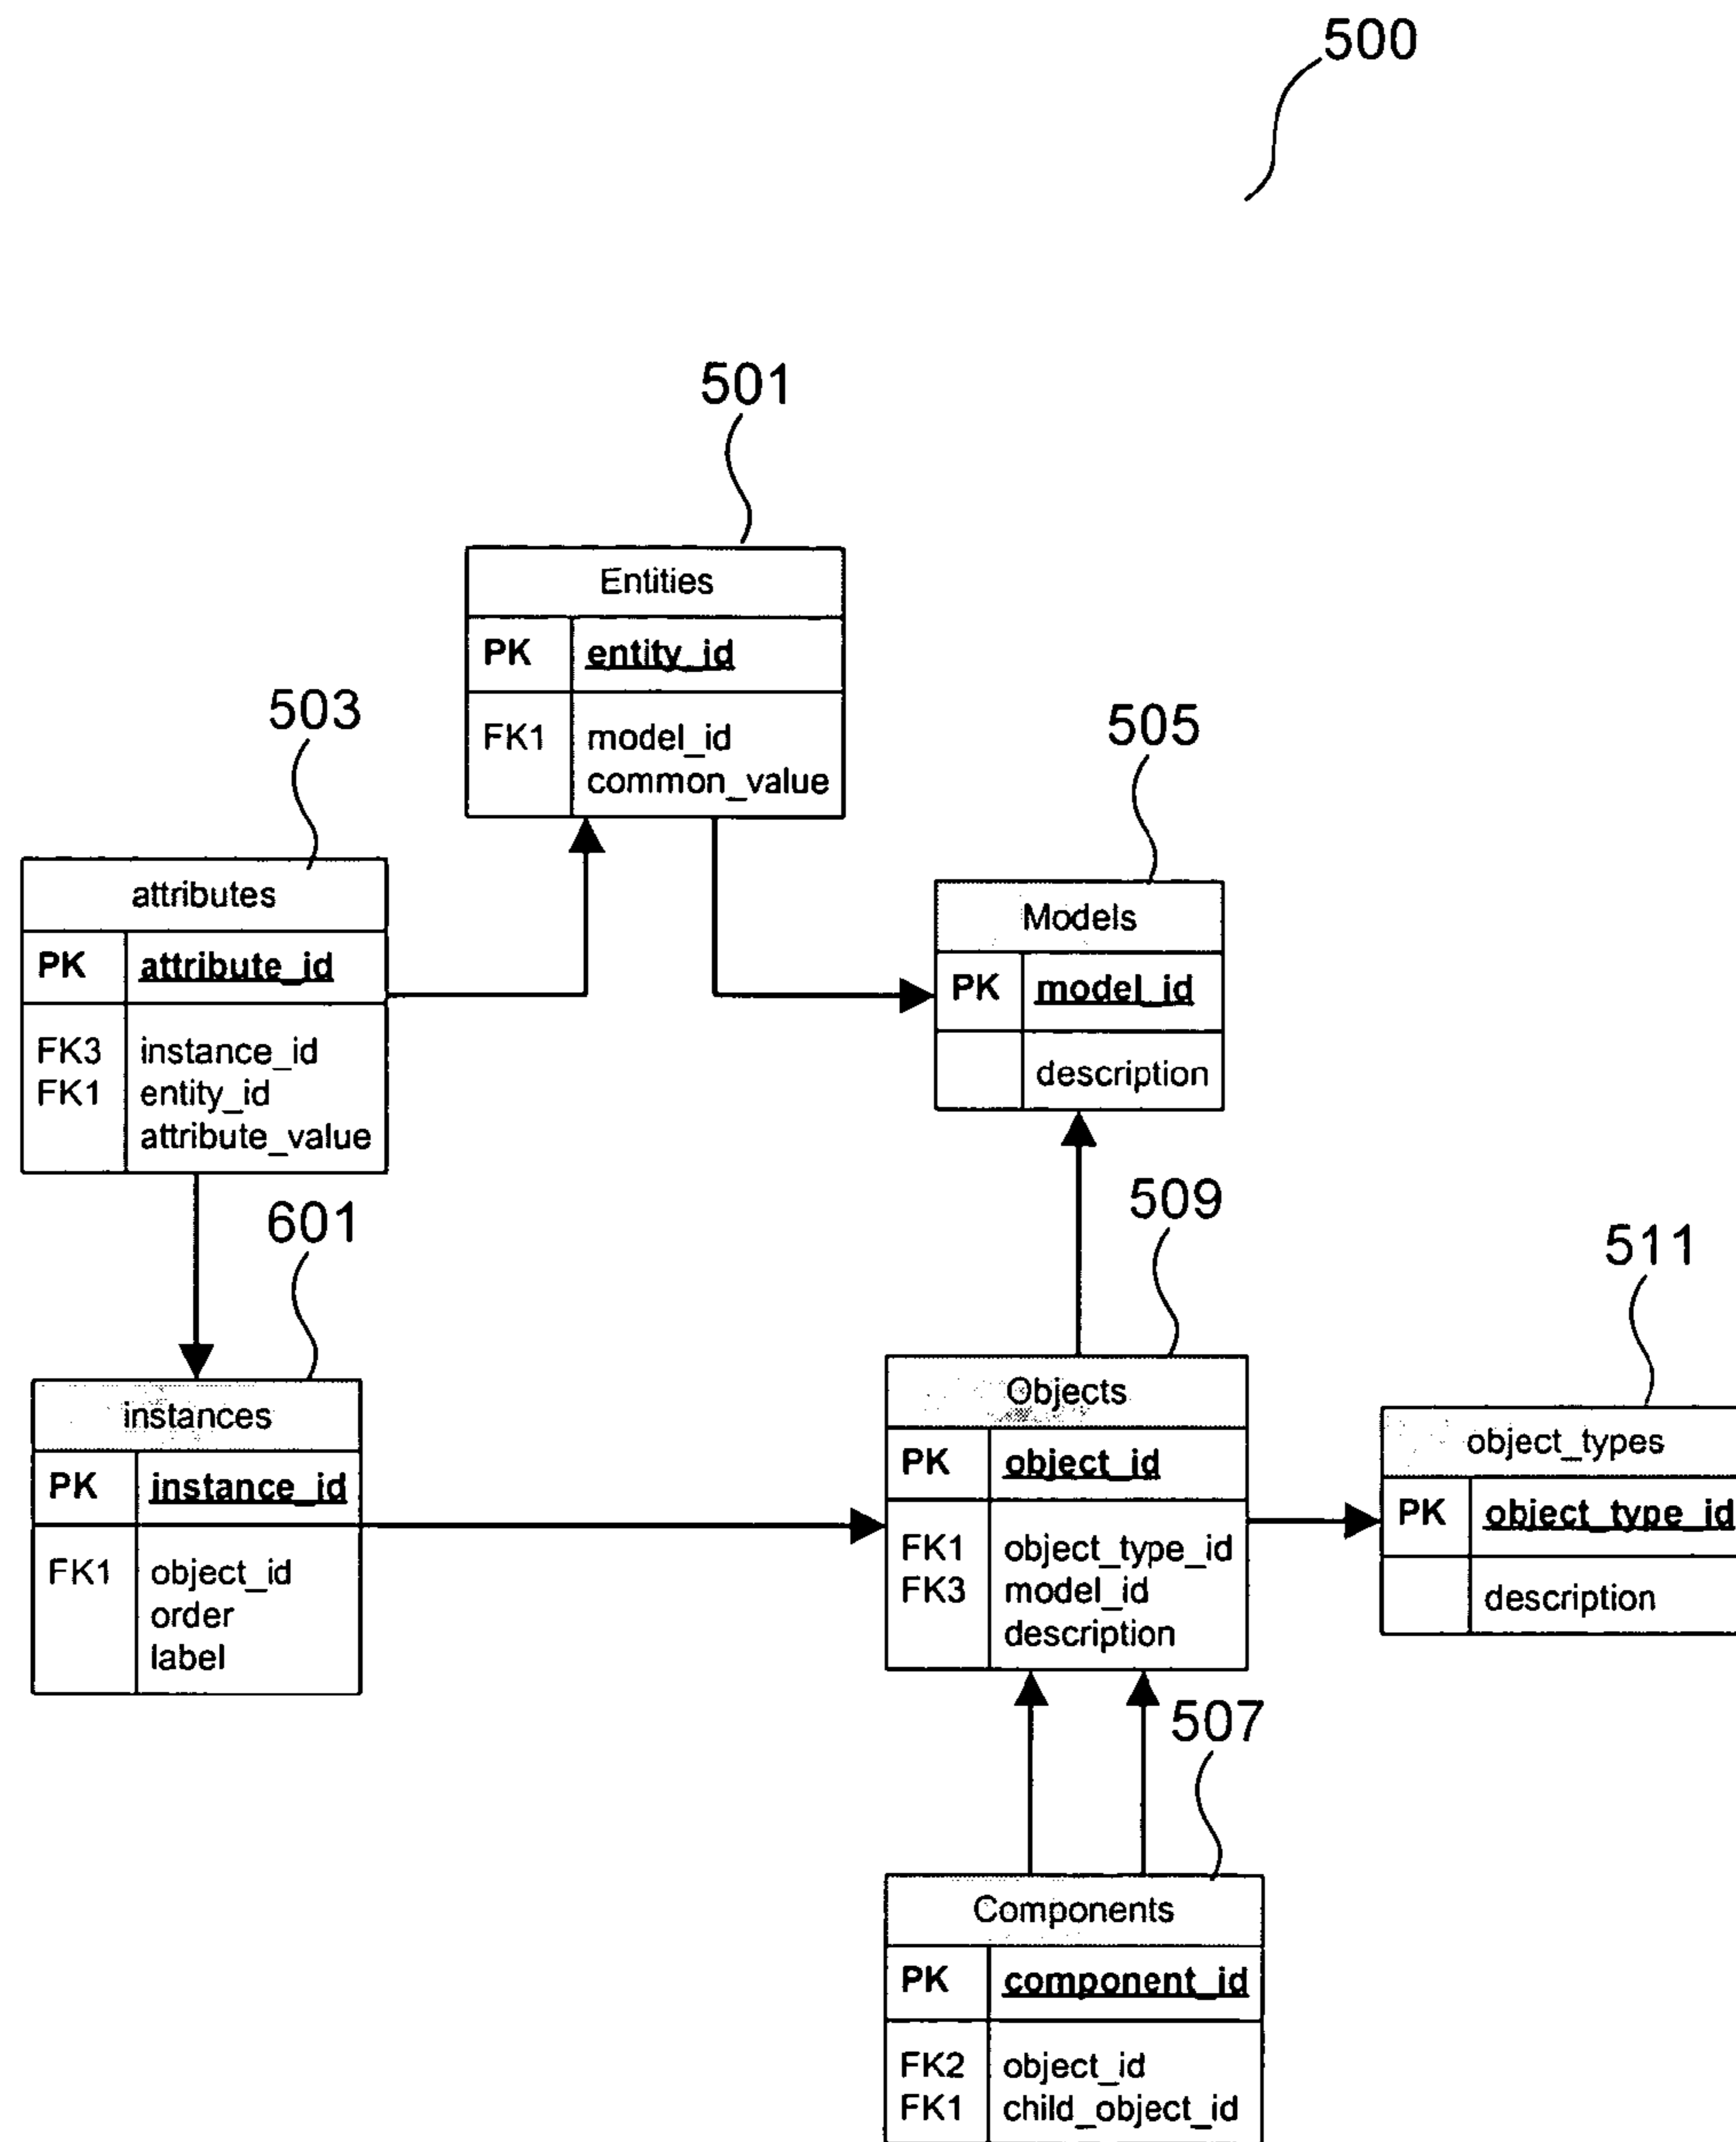 500
501
Entities
PK entity_id
FK1 model_id
common_value
503
attributes
PK attribute_id
FK3 instance_id
FK1 entity_id
attribute_value
505
Models
PK model_id
description
601
instances
PK instance_id
FK1 object_id
order
label
509
Objects
PK object_id
FK1 object_type_id
FK3 model_id
description
511
object_types
PK object_type_id
description
507
Components
PK component_id
FK2 object_id
FK1 child_object_id